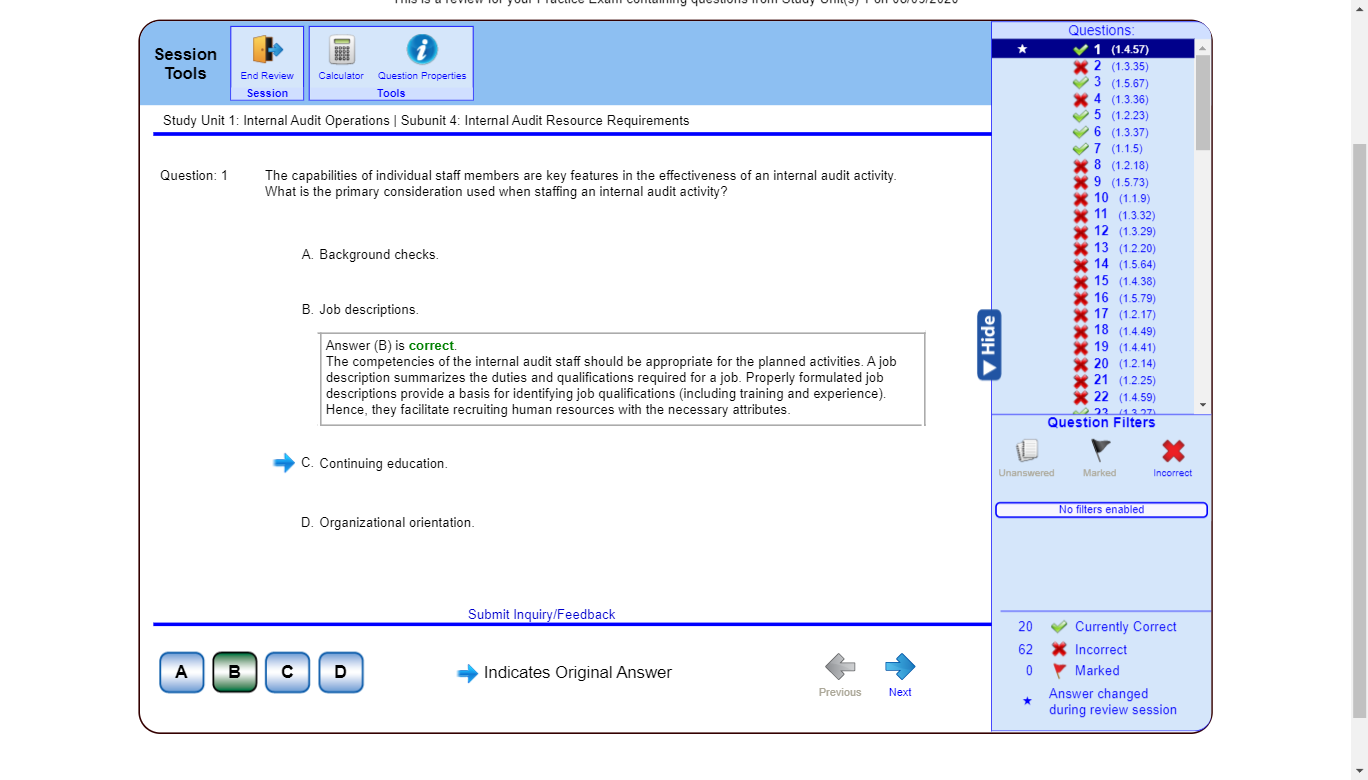 This is a review for your Practice Exam containing questions from Study Unit(s) 1 on
Session
Tools
End Review
Session
Calculator
Question Properties
Tools
Study Unit 1: Internal Audit Operations | Subunit 4: Internal Audit Resource Requirements
Question: 1
The capabilities of individual staff members are key features in the effectiveness of an internal audit activity.
What is the primary consideration used when staffing an internal audit activity?
A. Background checks.
B. Job descriptions.
Answer (B) is correct.
The competencies of the internal audit staff should be appropriate for the planned activities. A job
description summarizes the duties and qualifications required for a job. Properly formulated job
descriptions provide a basis for identifying job qualifications (including training and experience).
Hence, they facilitate recruiting human resources with the necessary attributes.
C. Continuing education.
D. Organizational orientation.
Submit Inquiry/Feedback
A
B
C
D
Indicates Original Answer
Previous
Next
Hide
Questions:
1 (1.4.57)
2 (1.3.35)
3 (1.5.67)
4 (1.3.36)
5 (1.2.23)
6 (1.3.37)
7 (1.1.5)
8 (1.2.18)
9 (1.5.73)
10 (1.1.9)
11 (1.3.32)
12 (1.3.29)
13 (1.2.20)
14 (1.5.64)
15 (1.4.38)
16 (1.5.79)
17 (1.2.17)
18 (1.4.49)
19 (1.4.41)
20 (1.2.14)
21 (1.2.25)
22 (1.4.59)
23 (1.3.27)
Question Filters
Unanswered
Marked
Incorrect
No filters enabled
20 Currently Correct
62 Incorrect
0 Marked
Answer changed
during review session